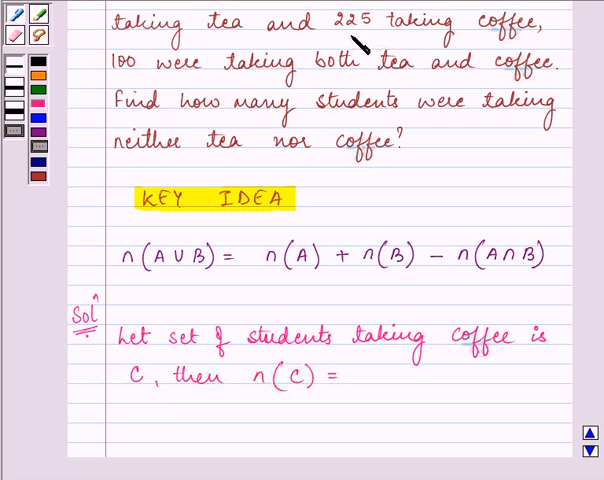 taking tea and 225 taking coffee,
100 were taking both tea and coffee.
Find how many students were taking
neither tea nor coffee?
KEY IDEA
n(A ∪ B) = n(A) + n(B) - n(A ∩ B)
Solⁿ
Let set of students taking coffee is
C, then n(C) =